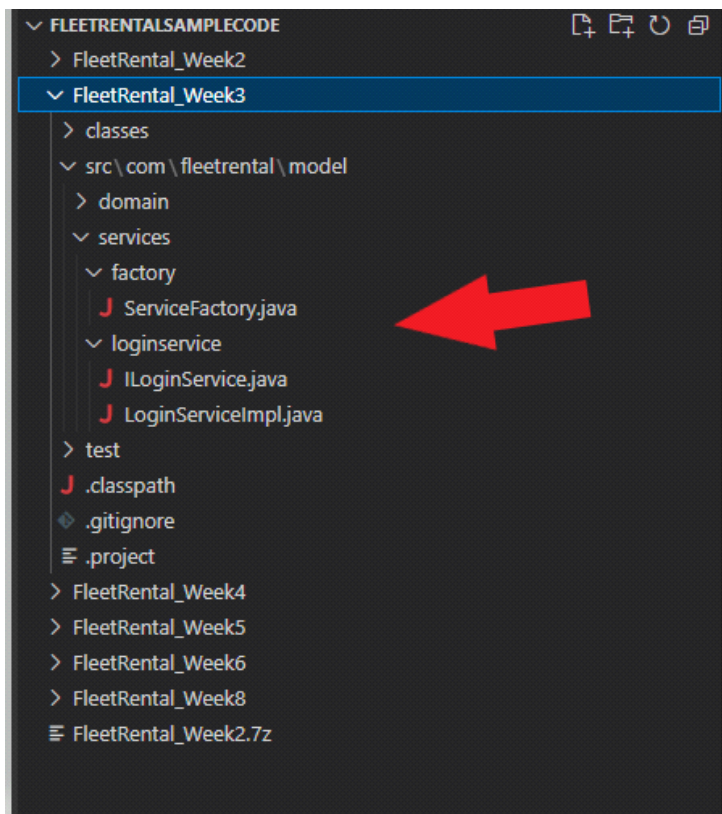 FLEETRENTALSAMPLECODE
FleetRental_Week2
FleetRental_Week3
classes
src\com\fleetrental\model
domain
services
factory
J ServiceFactory.java
loginservice
J ILoginService.java
J LoginServiceImpl.java
test
J .classpath
.gitignore
.project
FleetRental_Week4
FleetRental_Week5
FleetRental_Week6
FleetRental_Week8
FleetRental_Week2.7z